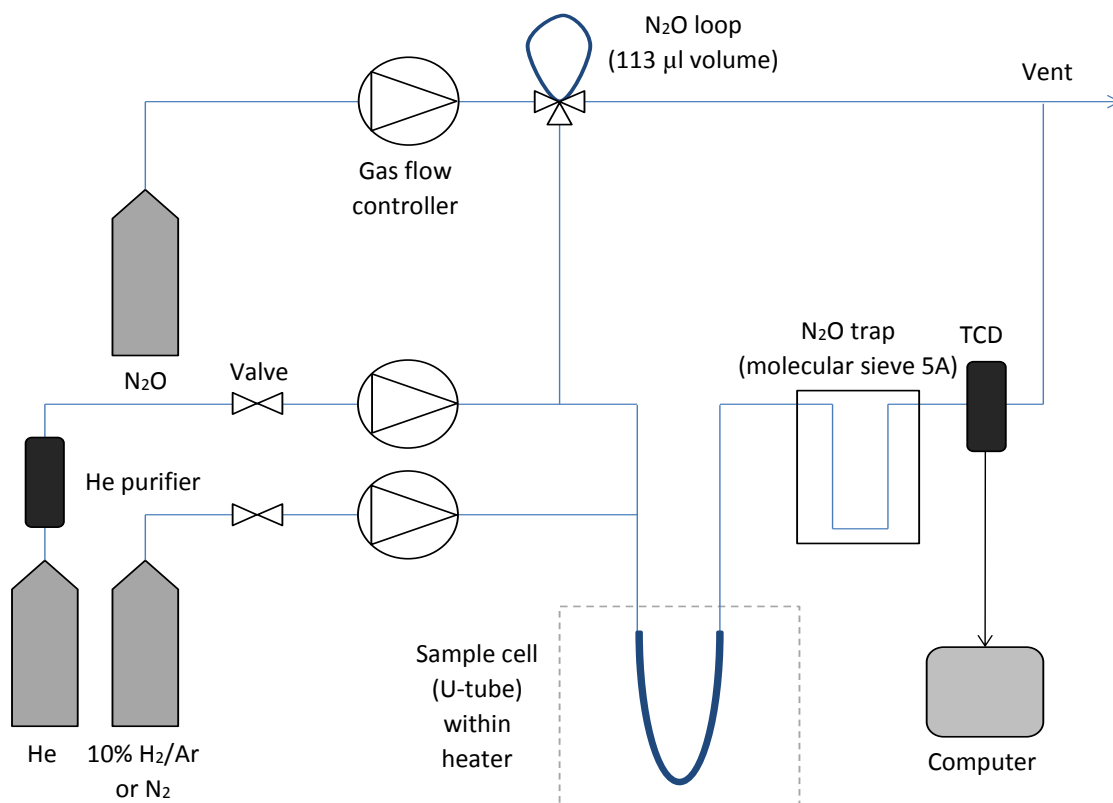 N₂O loop
(113 µl volume)
Vent
Gas flow
controller
N₂O trap
(molecular sieve 5A)
TCD
N₂O
Valve
He purifier
Sample cell
(U-tube)
within
heater
He
10% H₂/Ar
or N₂
Computer